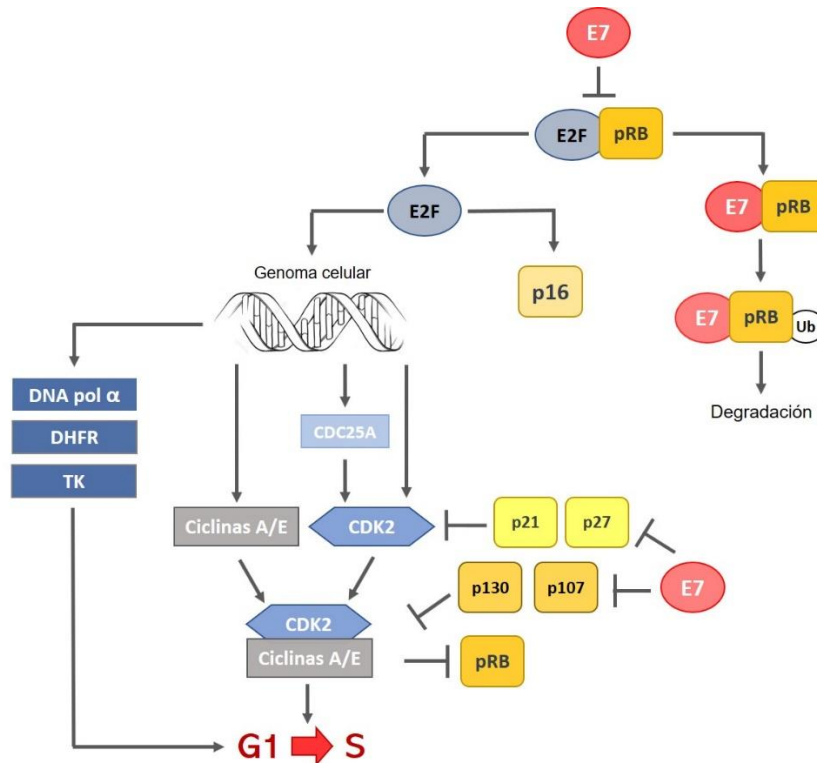 E7
E2F
pRB
E2F
E7
pRB
Genoma celular
p16
E7
pRB
Ub
DNA pol α
DHFR
TK
CDC25A
Degradación
Ciclinas A/E
CDK2
p21
p27
p130
p107
E7
CDK2
Ciclinas A/E
pRB
G1
S